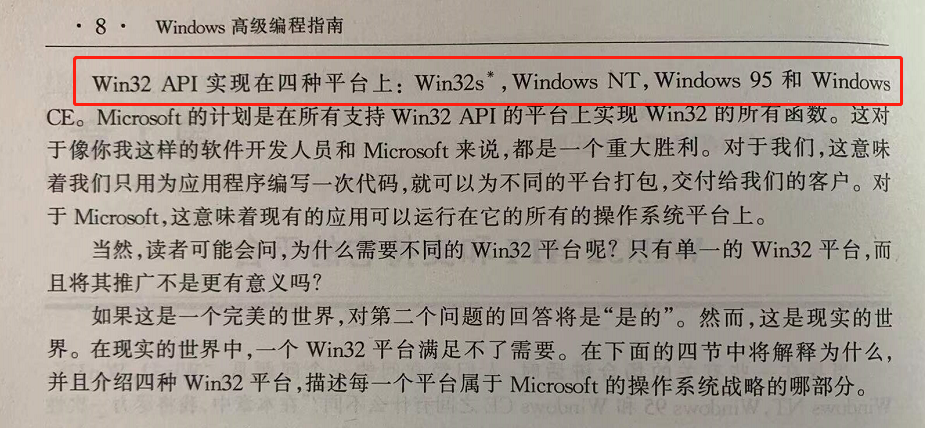 · 8 · Windows 高级编程指南
Win32 API 实现在四种平台上：Win32s*，Windows NT，Windows 95 和 Windows
CE。Microsoft 的计划是在所有支持 Win32 API 的平台上实现 Win32 的所有函数。这对
于像你我这样的软件开发人员和 Microsoft 来说，都是一个重大胜利。对于我们，这意味
着我们只用为应用程序编写一次代码，就可以为不同的平台打包，交付给我们的客户。对
于 Microsoft，这意味着现有的应用可以运行在它的所有的操作系统平台上。
当然，读者可能会问，为什么需要不同的 Win32 平台呢？只有单一的 Win32 平台，而
且将其推广不是更有意义吗？
如果这是一个完美的世界，对第二个问题的回答将是“是的”。然而，这是现实的世
界。在现实的世界中，一个 Win32 平台满足不了需要。在下面的四节中将解释为什么，
并且介绍四种 Win32 平台，描述每一个平台属于 Microsoft 的操作系统战略的哪部分。